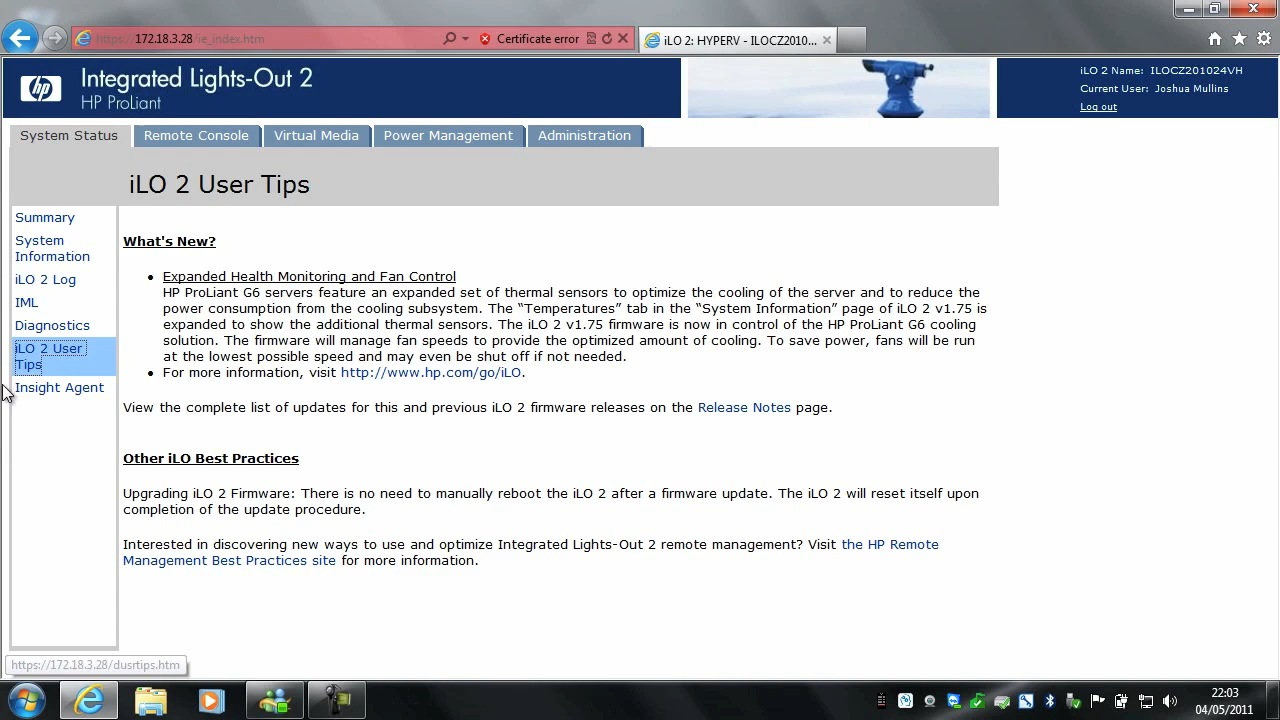 https://172.18.3.28/ie_index.htm
Certificate error
iLO 2: HYPERV - ILOCZ2010...
hp
Integrated Lights-Out 2
HP ProLiant
iLO 2 Name: ILOCZ201024VH
Current User: Joshua Mullins
Log out
System Status
Remote Console
Virtual Media
Power Management
Administration
iLO 2 User Tips
Summary
System
Information
iLO 2 Log
IML
Diagnostics
iLO 2 User
Tips
Insight Agent
What's New?
Expanded Health Monitoring and Fan Control
HP ProLiant G6 servers feature an expanded set of thermal sensors to optimize the cooling of the server and to reduce the
power consumption from the cooling subsystem. The “Temperatures” tab in the “System Information” page of iLO 2 v1.75 is
expanded to show the additional thermal sensors. The iLO 2 v1.75 firmware is now in control of the HP ProLiant G6 cooling
solution. The firmware will manage fan speeds to provide the optimized amount of cooling. To save power, fans will be run
at the lowest possible speed and may even be shut off if not needed.
For more information, visit http://www.hp.com/go/iLO.
View the complete list of updates for this and previous iLO 2 firmware releases on the Release Notes page.
Other iLO Best Practices
Upgrading iLO 2 Firmware: There is no need to manually reboot the iLO 2 after a firmware update. The iLO 2 will reset itself upon
completion of the update procedure.
Interested in discovering new ways to use and optimize Integrated Lights-Out 2 remote management? Visit the HP Remote
Management Best Practices site for more information.
https://172.18.3.28/dusrtips.htm
22:03
04/05/2011